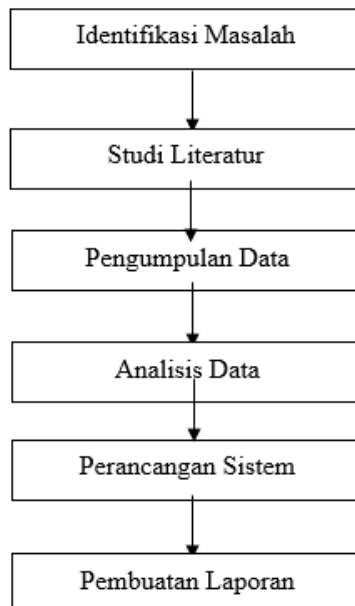 Identifikasi Masalah
Studi Literatur
Pengumpulan Data
Analisis Data
Perancangan Sistem
Pembuatan Laporan